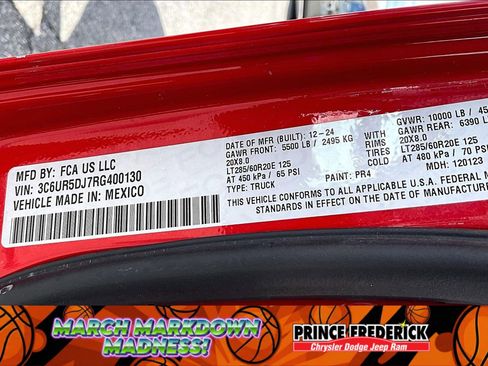 MFD BY: FCA US LLC
VIN: 3C6UR5DJ7RG400130
VEHICLE MADE IN: MEXICO
DATE OF MFR (BUILT): 12-24
GAWR FRONT: 5500 LB / 2495 KG
20X8.0
LT285/60R20E 125
AT 450 kPa / 65 PSI
TYPE: TRUCK
PAINT: PR4
THIS VEHICLE CONFORMS TO ALL APPLICABLE U.S.A. FEDERAL M
STANDARDS IN EFFECT ON THE DATE OF
GVWR: 10000 LB / 45
GAWR REAR: 6390 L
RIMS 20X8.0
TIRES LT285/60R20E 125
COLD AT 480 kPa / 70 PS
MDH: 120123
MARCH MARKDOWN
MADNESS!
PRINCE FREDERICK
Chrysler Dodge Jeep Ram